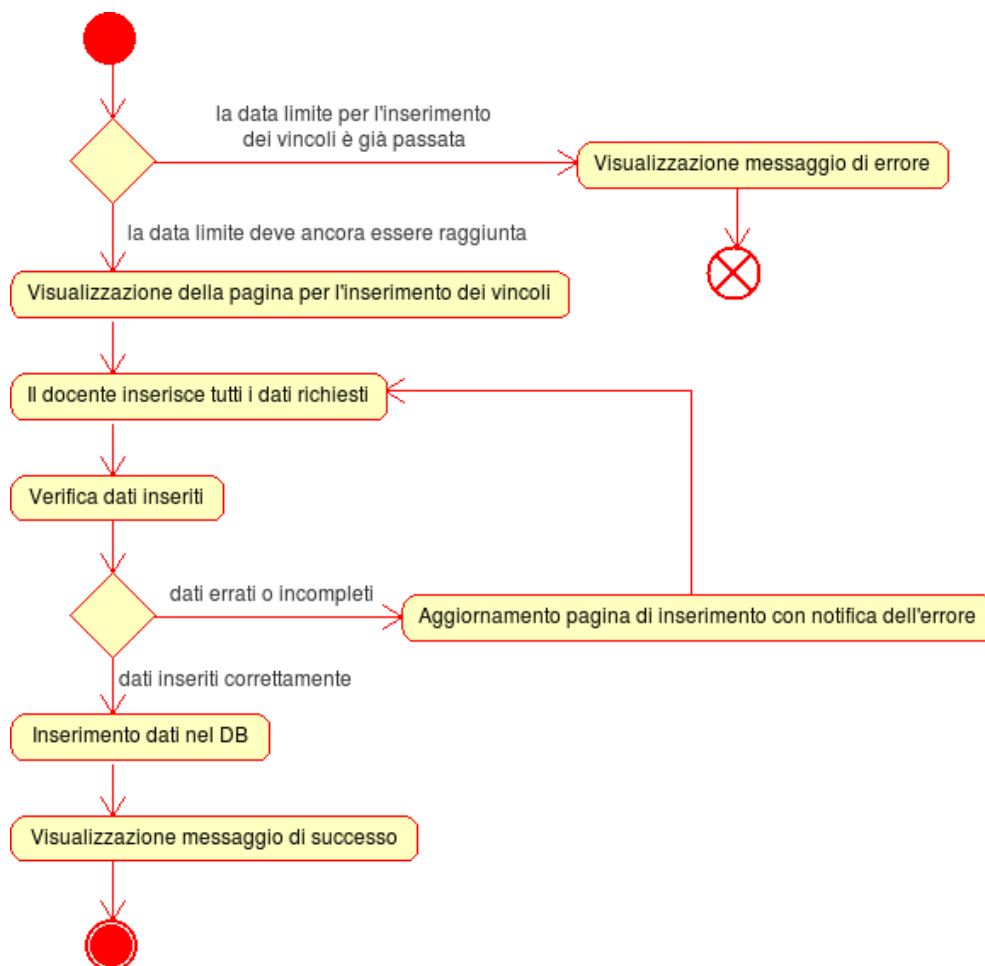 la data limite per l'inserimento
dei vincoli è già passata
Visualizzazione messaggio di errore
la data limite deve ancora essere raggiunta
Visualizzazione della pagina per l'inserimento dei vincoli
Il docente inserisce tutti i dati richiesti
Verifica dati inseriti
dati errati o incompleti
Aggiornamento pagina di inserimento con notifica dell'errore
dati inseriti correttamente
Inserimento dati nel DB
Visualizzazione messaggio di successo